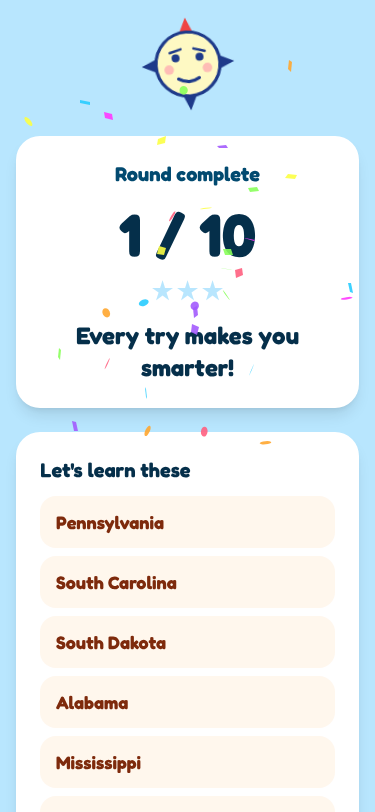 Round complete
1 / 10
Every try makes you
smarter!
Let's learn these
Pennsylvania
South Carolina
South Dakota
Alabama
Mississippi